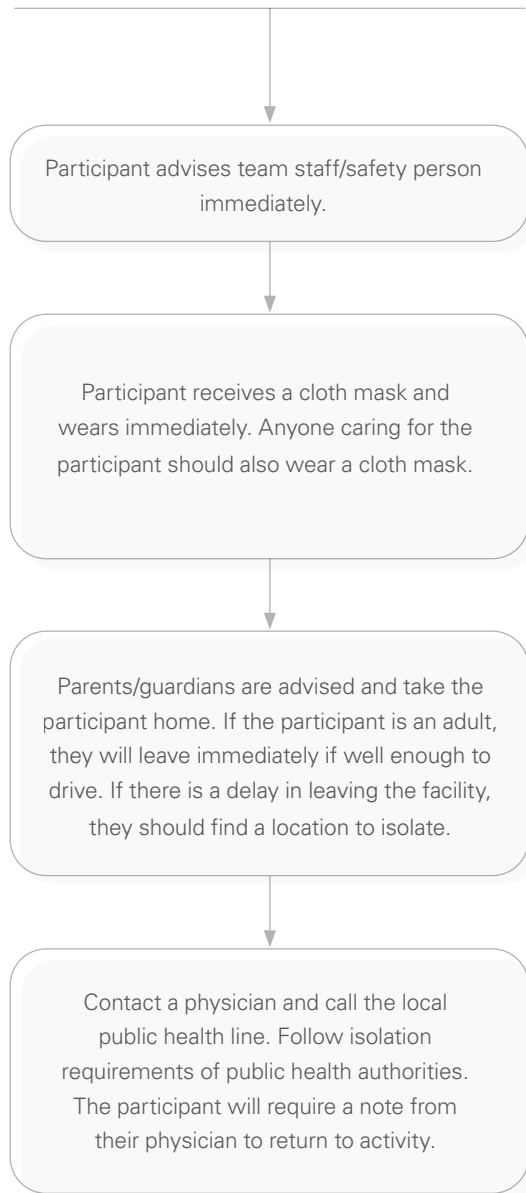 Participant advises team staff/safety person
immediately.
Participant receives a cloth mask and
wears immediately. Anyone caring for the
participant should also wear a cloth mask.
Parents/guardians are advised and take the
participant home. If the participant is an adult,
they will leave immediately if well enough to
drive. If there is a delay in leaving the facility,
they should find a location to isolate.
Contact a physician and call the local
public health line. Follow isolation
requirements of public health authorities.
The participant will require a note from
their physician to return to activity.